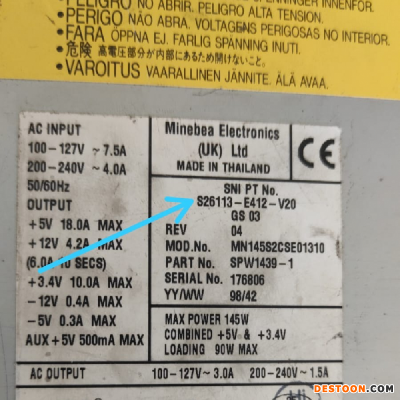 •PELIGRO NO ABRIR. PELIGRO ALTA TENSION.
•PERIGO NÃO ABRA. VOLTAGENS PERIGOSAS NO INTERIOR.
•FARA ÖPPNA EJ. FARLIG SPÄNNING INUTI.
•危険 高電圧部分が内部にあるため開けないこと。
•VAROITUS VAARALLINEN JÄNNITE. ÄLÄ AVAA.
AC INPUT
100-127V ~ 7.5A
200-240V ~ 4.0A
50/60Hz
OUTPUT
+5V 18.0A MAX
+12V 4.2A MAX
(6.0A 10 SECS)
+3.4V 10.0A MAX
-12V 0.4A MAX
-5V 0.3A MAX
AUX+5V 500mA MAX
Minebea Electronics
(UK) Ltd
MADE IN THAILAND
CE
SNI PT No.
S26113-E412-V20
GS 03
REV 04
MOD.No. MN145S2CSE01310
PART No. SPW1439-1
SERIAL No. 176806
YY/WW 98/42
MAX POWER 145W
COMBINED +5V & +3.4V
LOADING 90W MAX
AC OUTPUT 100-127V~ 3.0A 200-240V~ 1.5A
DESTOON.COM